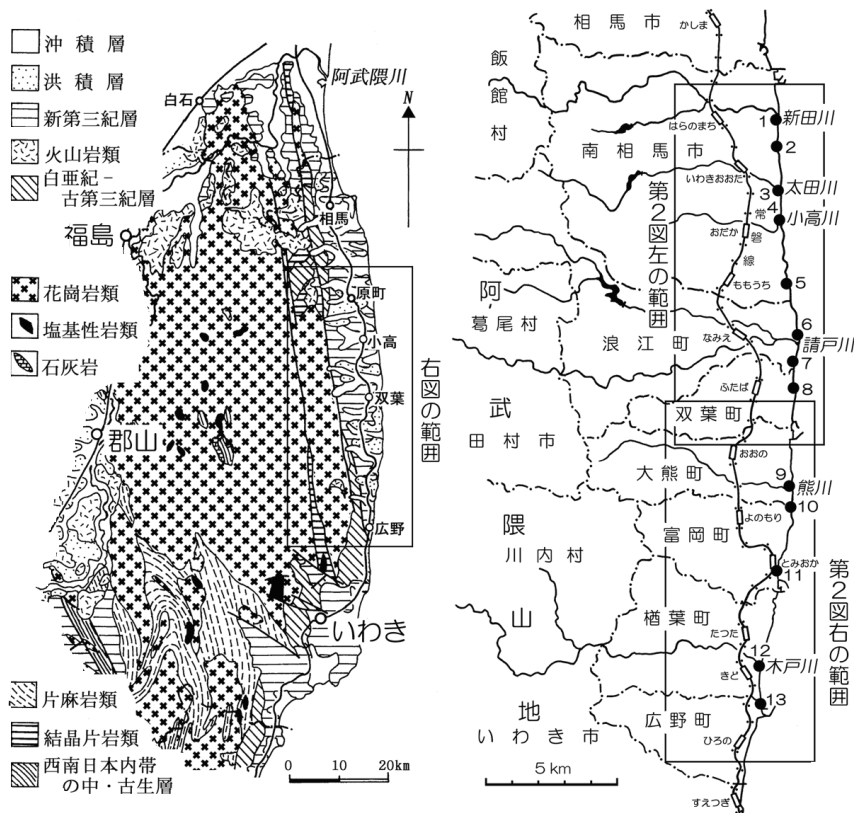 沖積層
洪積層
新第三紀層
火山岩類
白亜紀－
古第三紀層
花崗岩類
塩基性岩類
石灰岩
片麻岩類
結晶片岩類
西南日本内帯
の中・古生層
阿武隈川
白石
N
相馬
福島
原町
小高
双葉
郡山
広野
いわき
右図の範囲
0 10 20km
相馬市
かしま
飯館村
はらのまち
1
新田川
2
南相馬市
いわきおおた
3
太田川
4
小高川
おだか
常磐線
第2図左の範囲
ももうち
5
阿武隈山地
葛尾村
浪江町
なみえ
6
請戸川
7
ふたば
8
双葉町
田村市
おおの
大熊町
9
熊川
10
よのもり
富岡町
川内村
とみおか
11
第2図右の範囲
楢葉町
たつた
12
木戸川
きど
13
広野町
いわき市
ひろの
5 km
すえつぎ